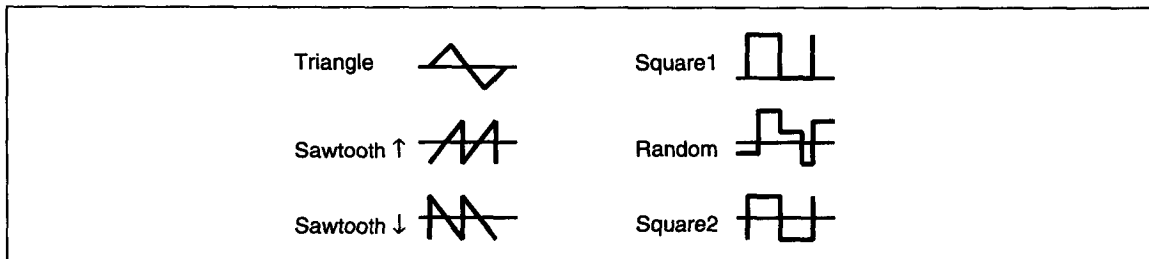 Triangle
Square1
Sawtooth ↑
Random
Sawtooth ↓
Square2